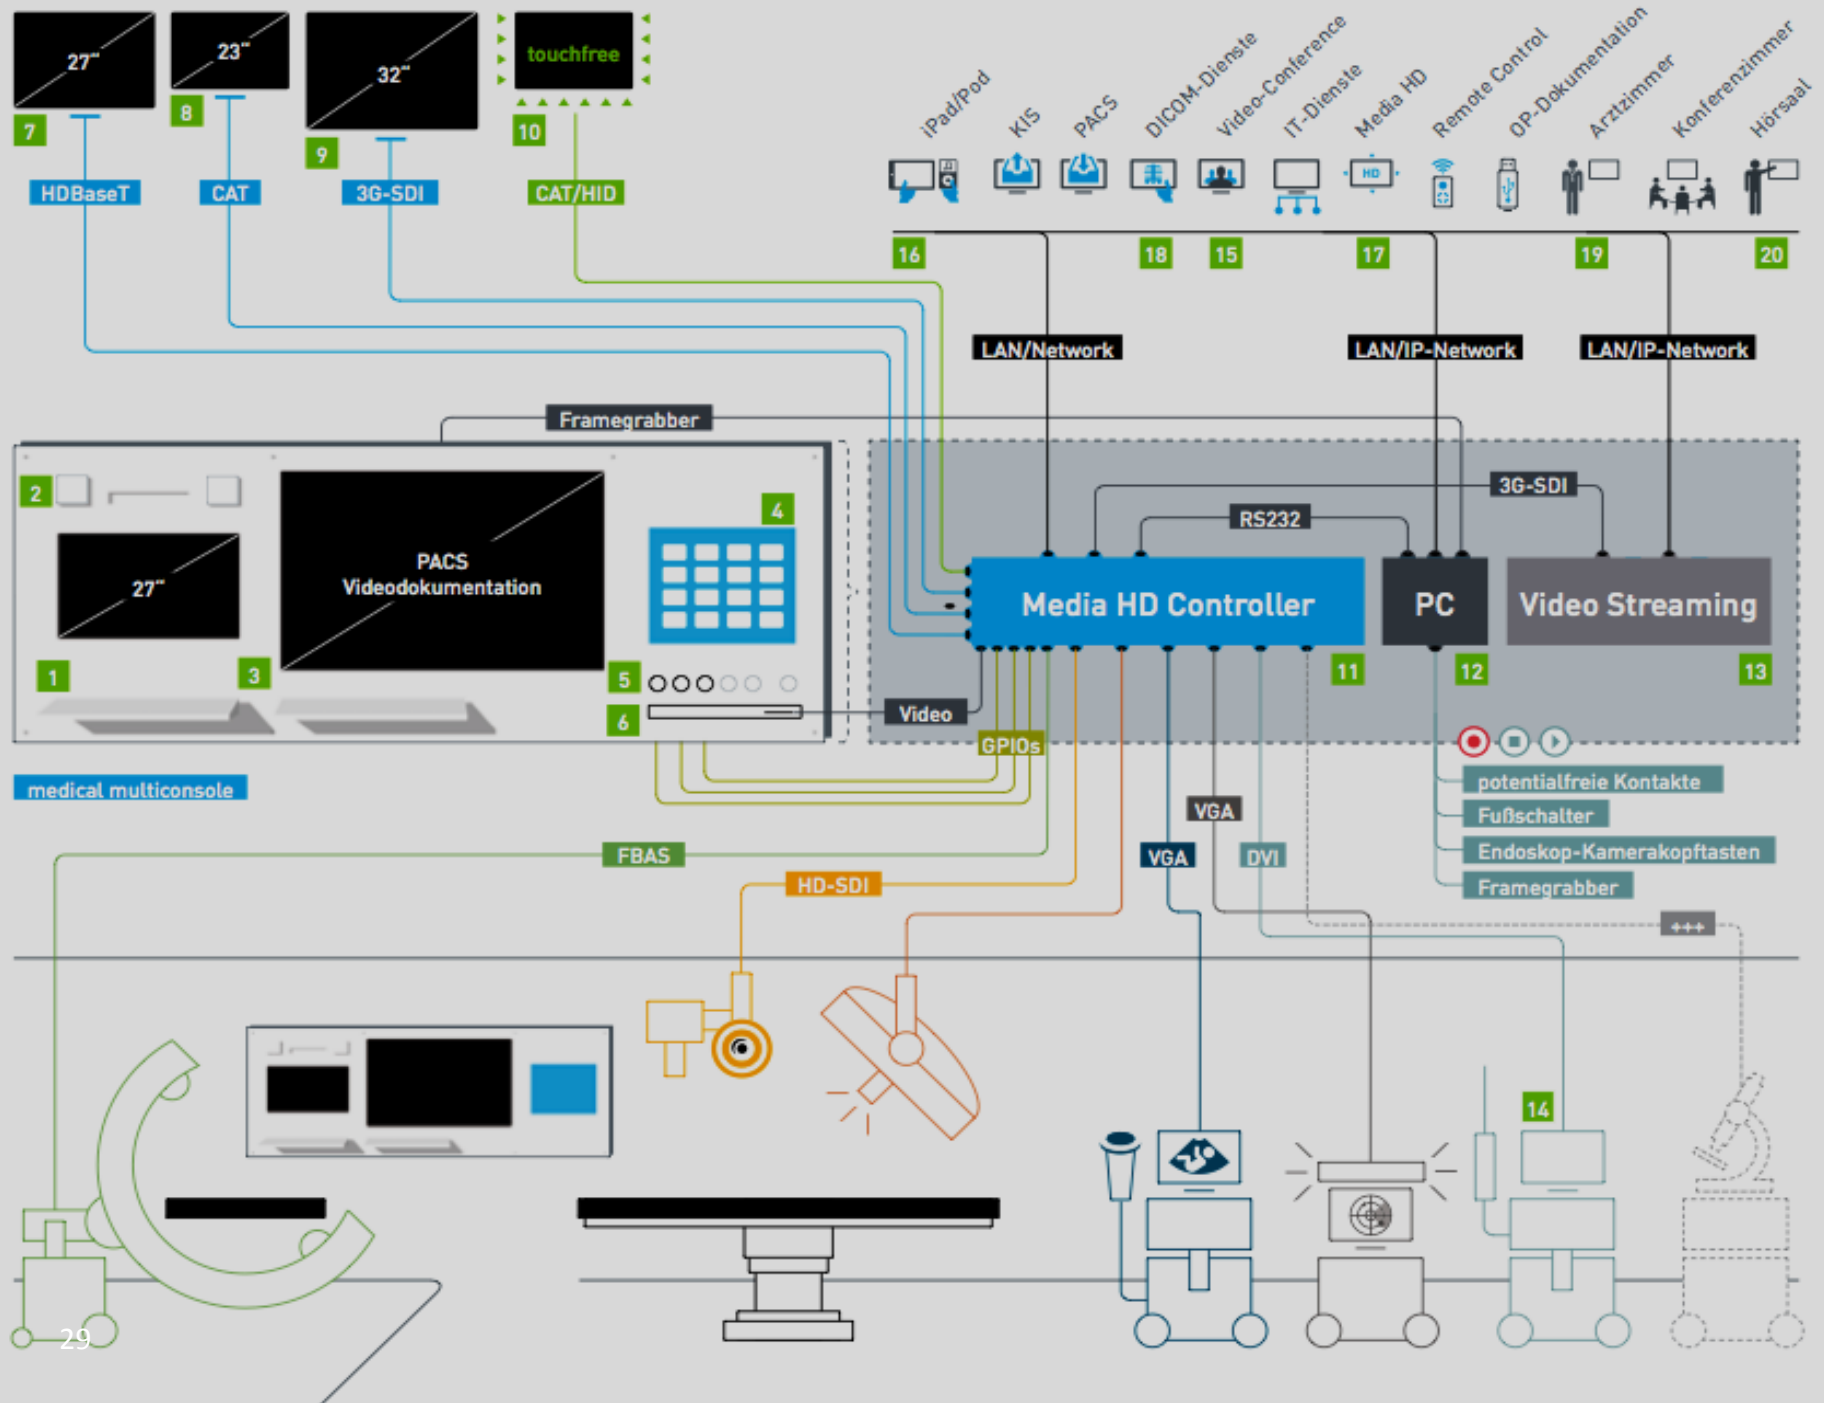 27"
23"
32"
touchfree
7
8
9
10
HDBaseT
CAT
3G-SDI
CAT/HID
iPad/Pod
KIS
PACS
DICOM-Dienste
Video-Conference
IT-Dienste
Media HD
Remote Control
OP-Dokumentation
Arztzimmer
Konferenzimmer
Hörsaal
HD
16
18
15
17
19
20
LAN/Network
LAN/IP-Network
LAN/IP-Network
Framegrabber
2
4
27"
PACS
Videodokumentation
1
3
5
6
3G-SDI
RS232
Media HD Controller
PC
Video Streaming
11
12
13
Video
GPIOs
medical multiconsole
potentialfreie Kontakte
Fußschalter
Endoskop-Kamerakopftasten
Framegrabber
FBAS
HD-SDI
VGA
VGA
DVI
+++
14
29